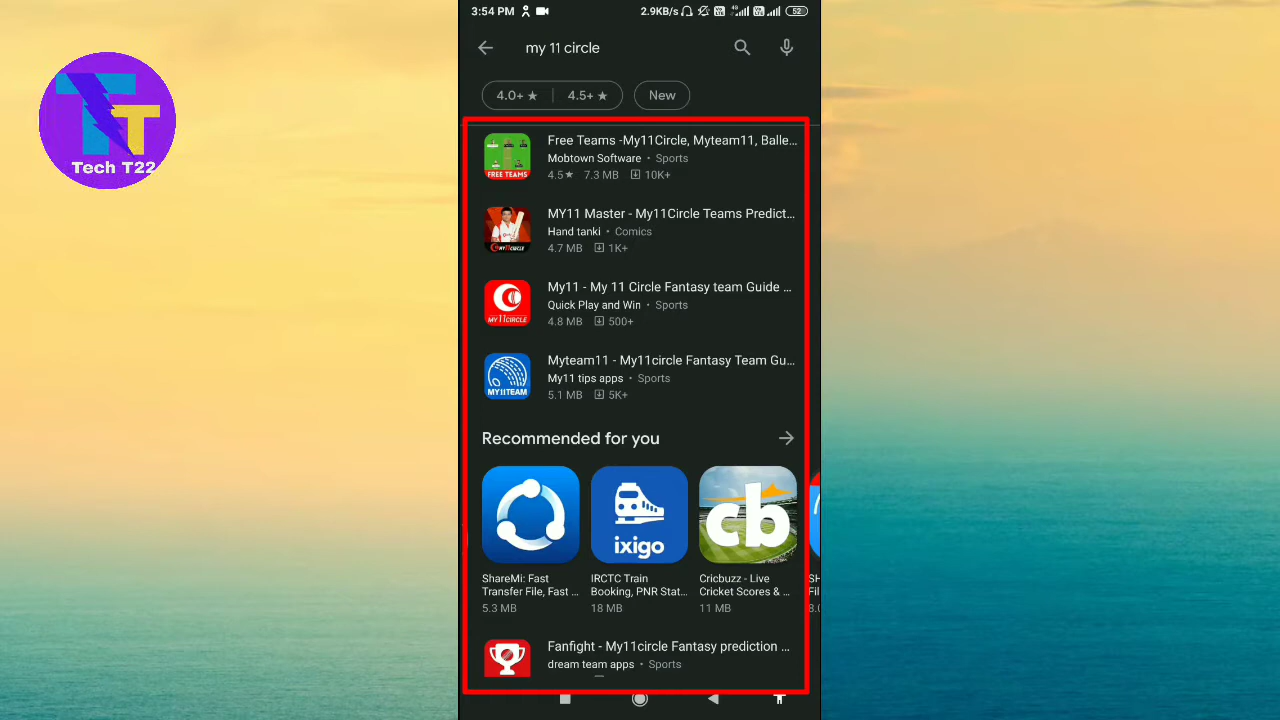 3:54 PM
2.9KB/s
4G
52
TT
Tech T22
my 11 circle
4.0+ ★ 4.5+ ★ New
Free Teams -My11Circle, Myteam11, Balle...
Mobtown Software • Sports
4.5★ 7.3 MB 10K+
FREE TEAMS
MY11 Master - My11Circle Teams Predict...
Hand tanki • Comics
4.7 MB 1K+
MY11CIRCLE
My11 - My 11 Circle Fantasy team Guide ...
Quick Play and Win • Sports
4.8 MB 500+
MY11CIRCLE
Myteam11 - My11circle Fantasy Team Gu...
My11 tips apps • Sports
5.1 MB 5K+
MY11TEAM
Recommended for you
ixigo
cb
ShareMi: Fast
Transfer File, Fast ...
5.3 MB
IRCTC Train
Booking, PNR Stat...
18 MB
Cricbuzz - Live
Cricket Scores & ...
11 MB
Fanfight - My11circle Fantasy prediction ...
dream team apps • Sports